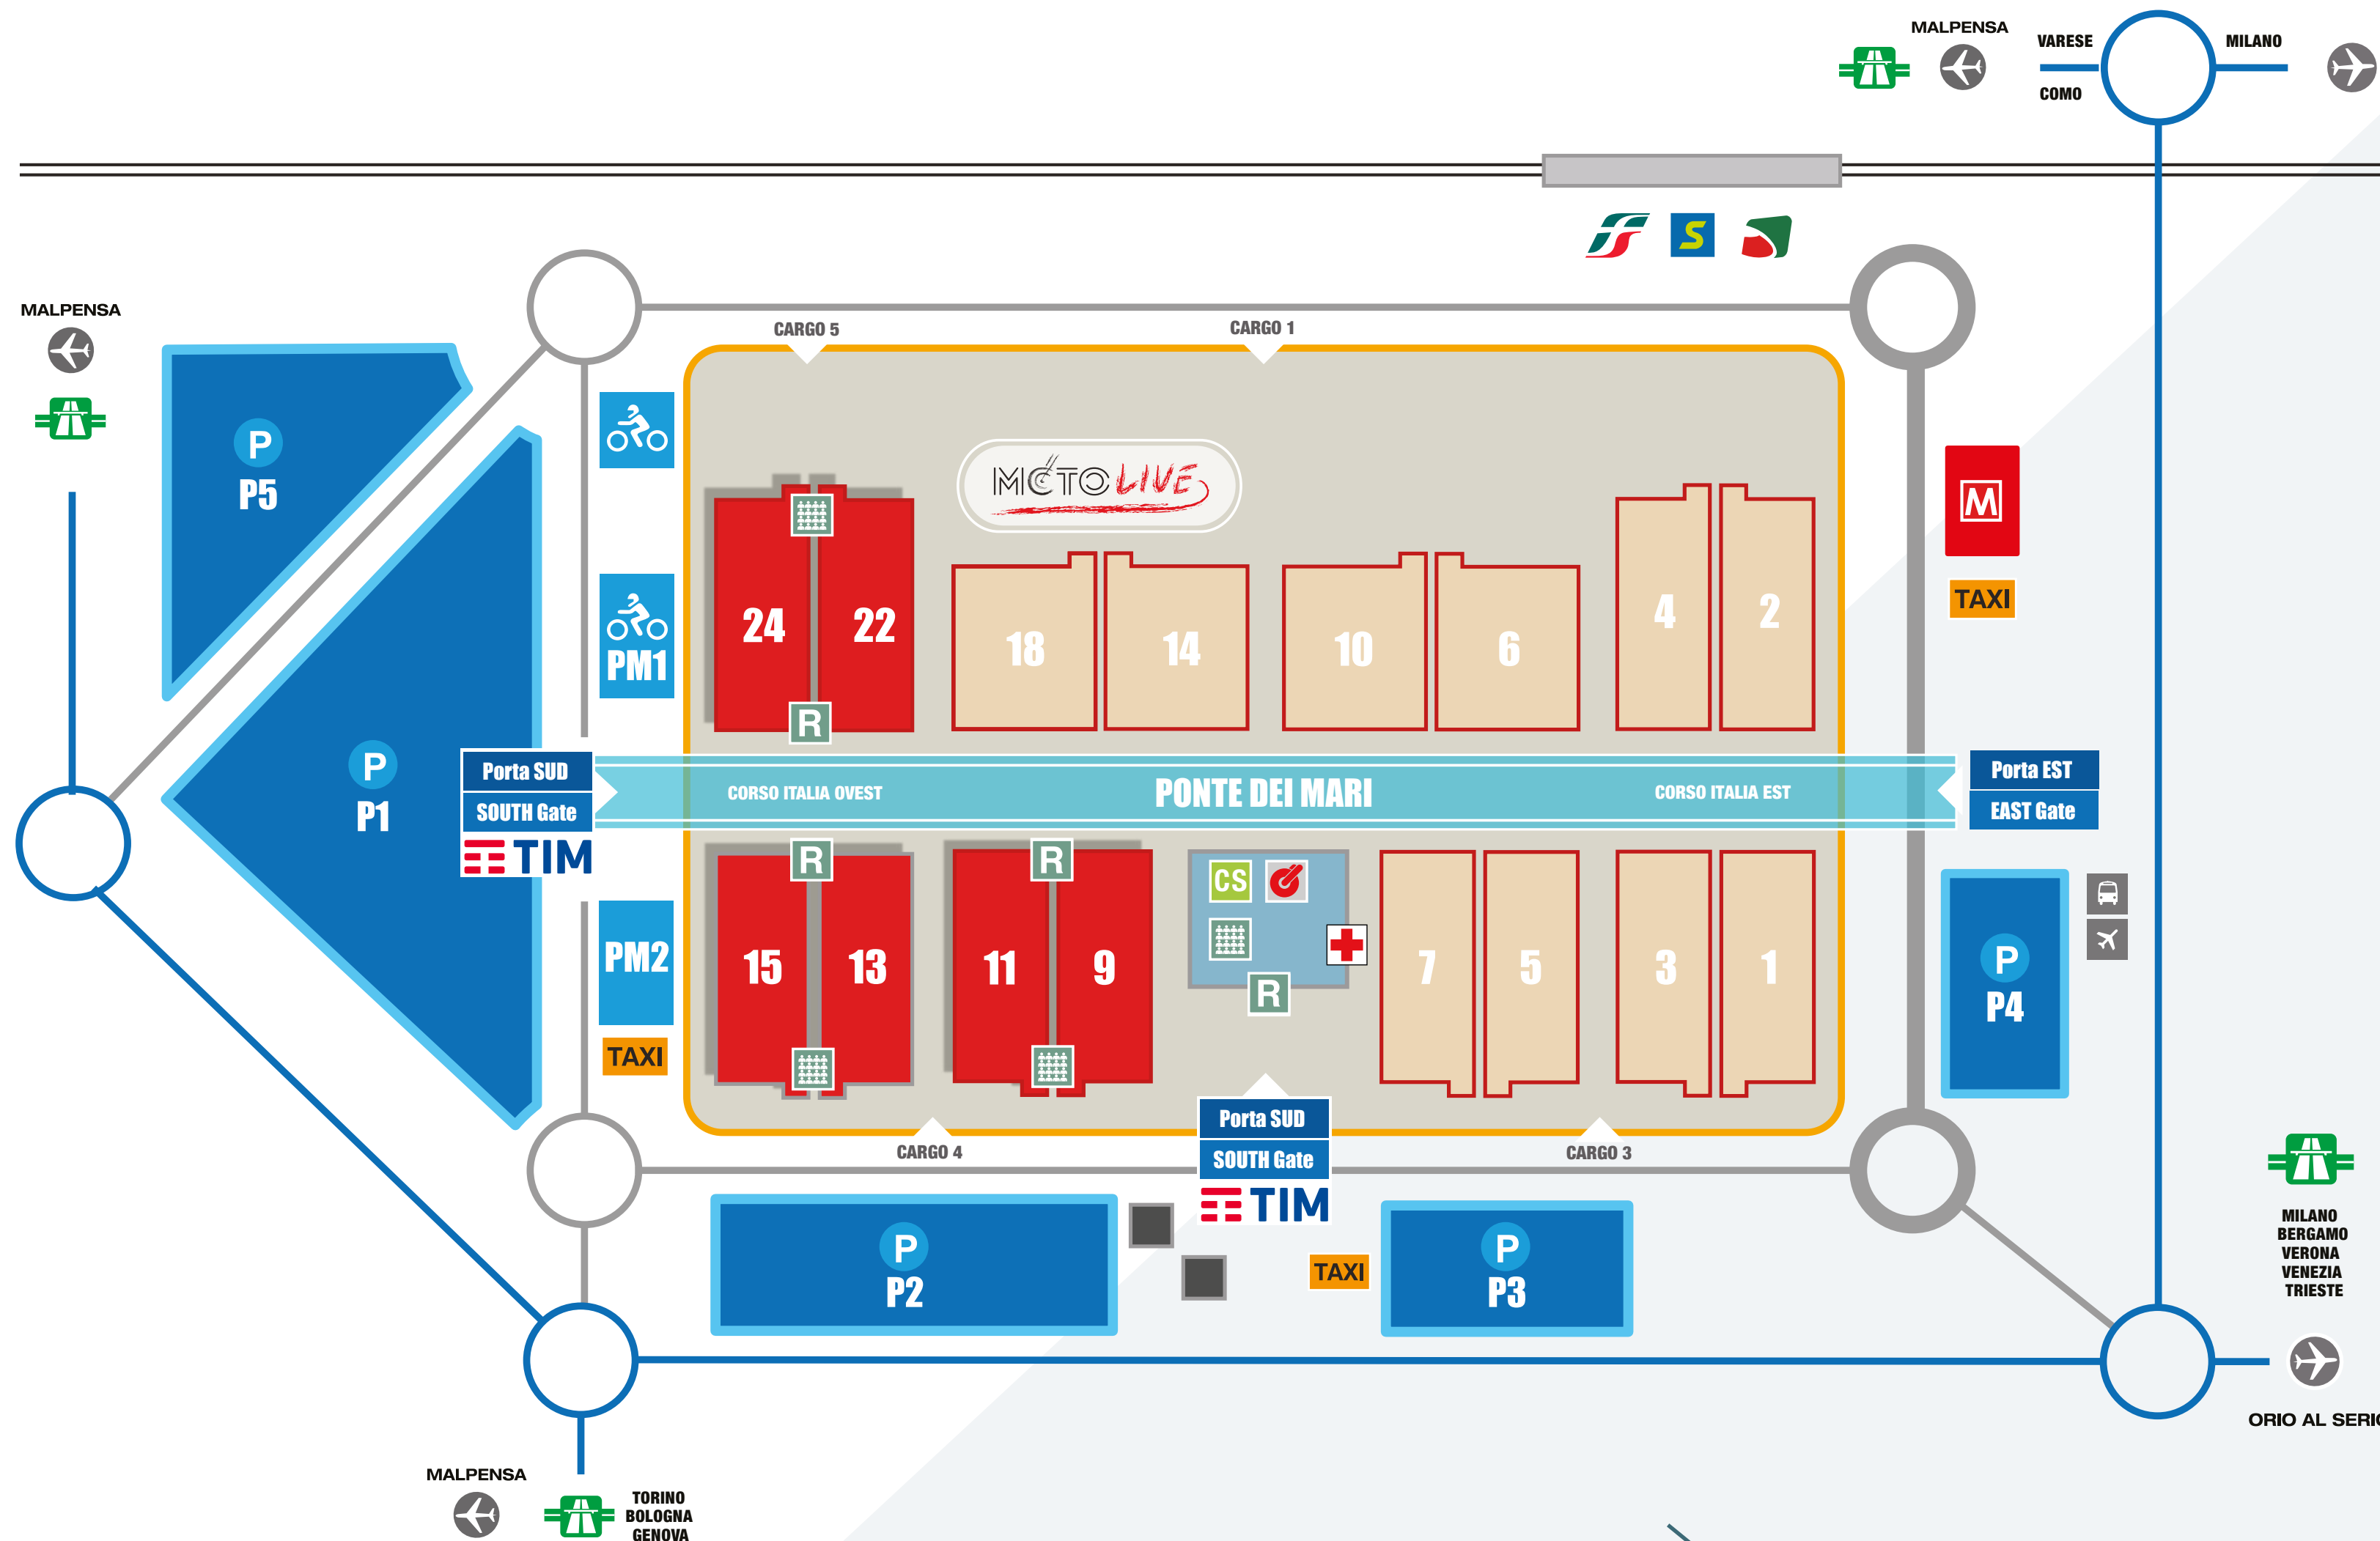 MALPENSA
VARESE
MILANO
COMO
S
MALPENSA
CARGO 5
CARGO 1
P
P5
MOTO LIVE
M
TAXI
PM1
24
22
18
14
10
6
4
2
R
P
P1
Porta SUD
SOUTH Gate
TIM
CORSO ITALIA OVEST
PONTE DEI MARI
CORSO ITALIA EST
Porta EST
EAST Gate
R
R
CS
PM2
15
13
11
9
7
5
3
1
R
P
P4
TAXI
Porta SUD
SOUTH Gate
TIM
CARGO 4
CARGO 3
P
P2
TAXI
P
P3
MILANO
BERGAMO
VERONA
VENEZIA
TRIESTE
MALPENSA
TORINO
BOLOGNA
GENOVA
ORIO AL SERI